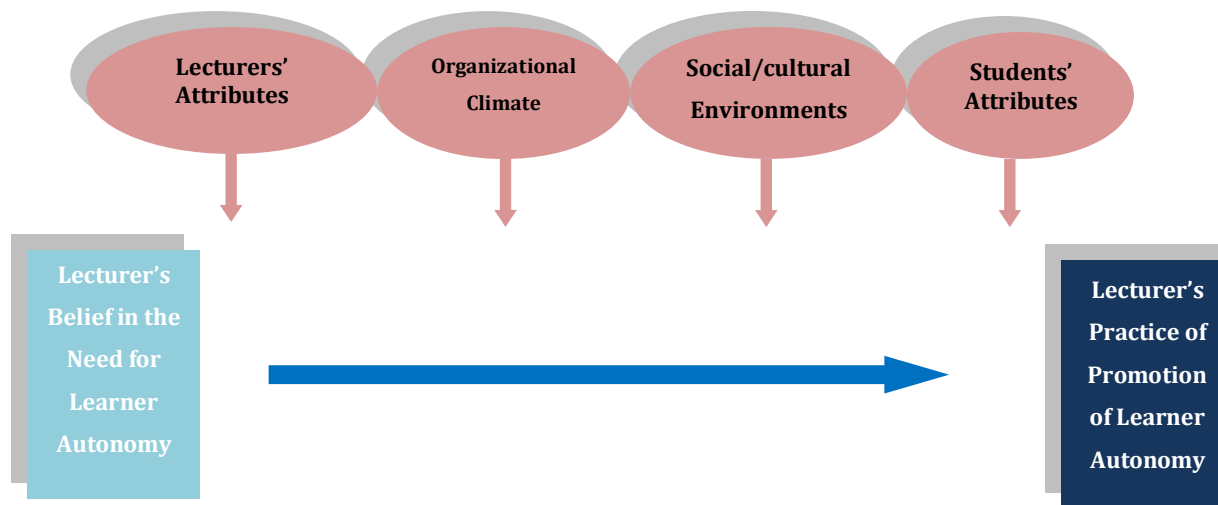 Lecturers’
Attributes
Organizational
Climate
Social/cultural
Environments
Students’
Attributes
Lecturer’s
Belief in the
Need for
Learner
Autonomy
Lecturer’s
Practice of
Promotion
of Learner
Autonomy